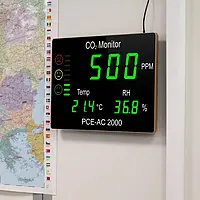 CO₂ Monitor
500 PPM
Temp RH
21.4°C 36.8 %
PCE-AC 2000